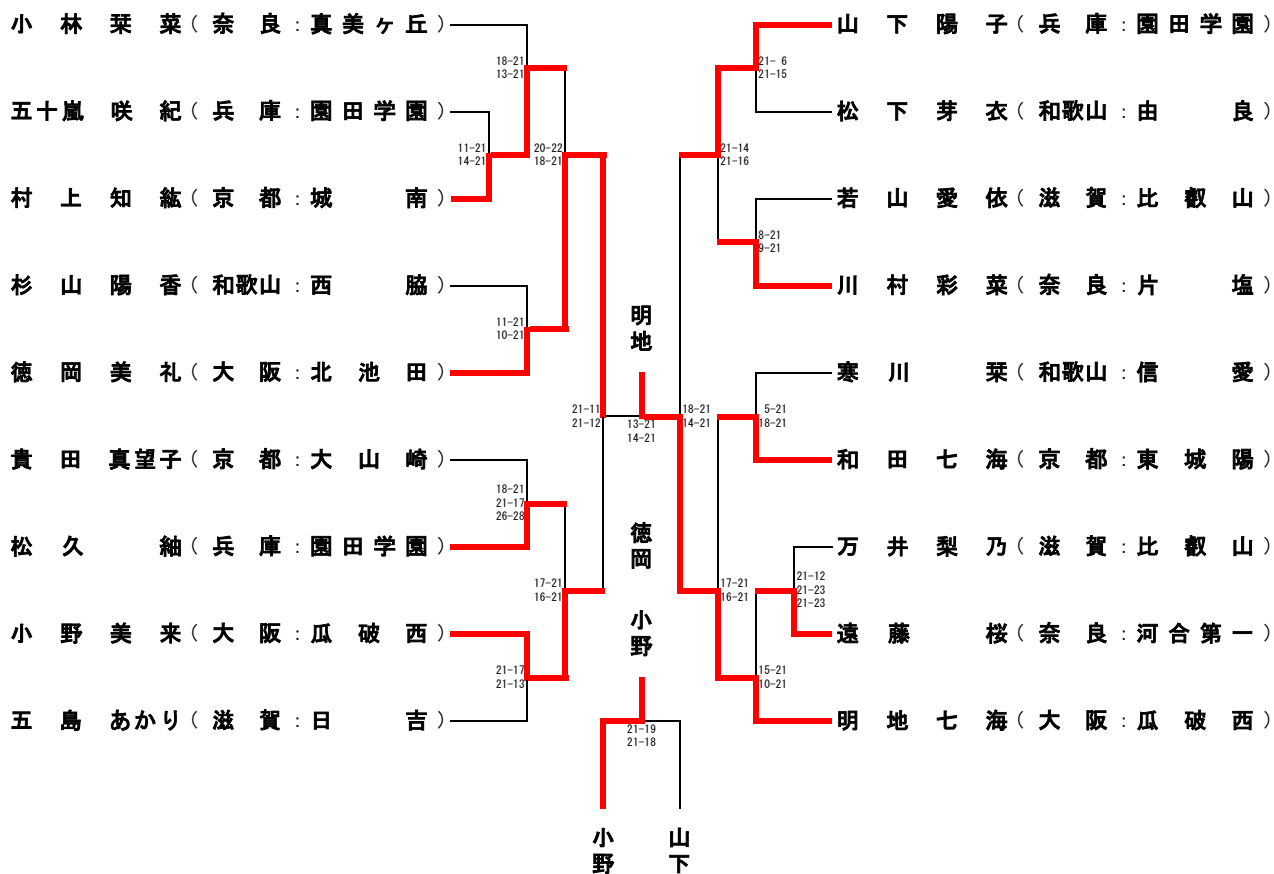 小林栞菜(奈良:真美ヶ丘)
五十嵐咲紀(兵庫:園田学園)
村上知紘(京都:城南)
杉山陽香(和歌山:西脇)
徳岡美礼(大阪:北池田)
貴田真望子(京都:大山崎)
松久紬(兵庫:園田学園)
小野美来(大阪:瓜破西)
五島あかり(滋賀:日吉)
18-21
13-21
11-21
14-21
20-22
18-21
11-21
10-21
21-11
21-12
18-21
21-17
26-28
17-21
16-21
21-17
21-13
明地
13-21
14-21
徳岡
小野
21-19
21-18
小野
山下
21- 6
21-15
21-14
21-16
8-21
9-21
18-21
14-21
5-21
18-21
21-12
21-23
21-23
17-21
16-21
15-21
10-21
山下陽子(兵庫:園田学園)
松下芽衣(和歌山:由良)
若山愛依(滋賀:比叡山)
川村彩菜(奈良:片塩)
寒川栞(和歌山:信愛)
和田七海(京都:東城陽)
万井梨乃(滋賀:比叡山)
遠藤桜(奈良:河合第一)
明地七海(大阪:瓜破西)